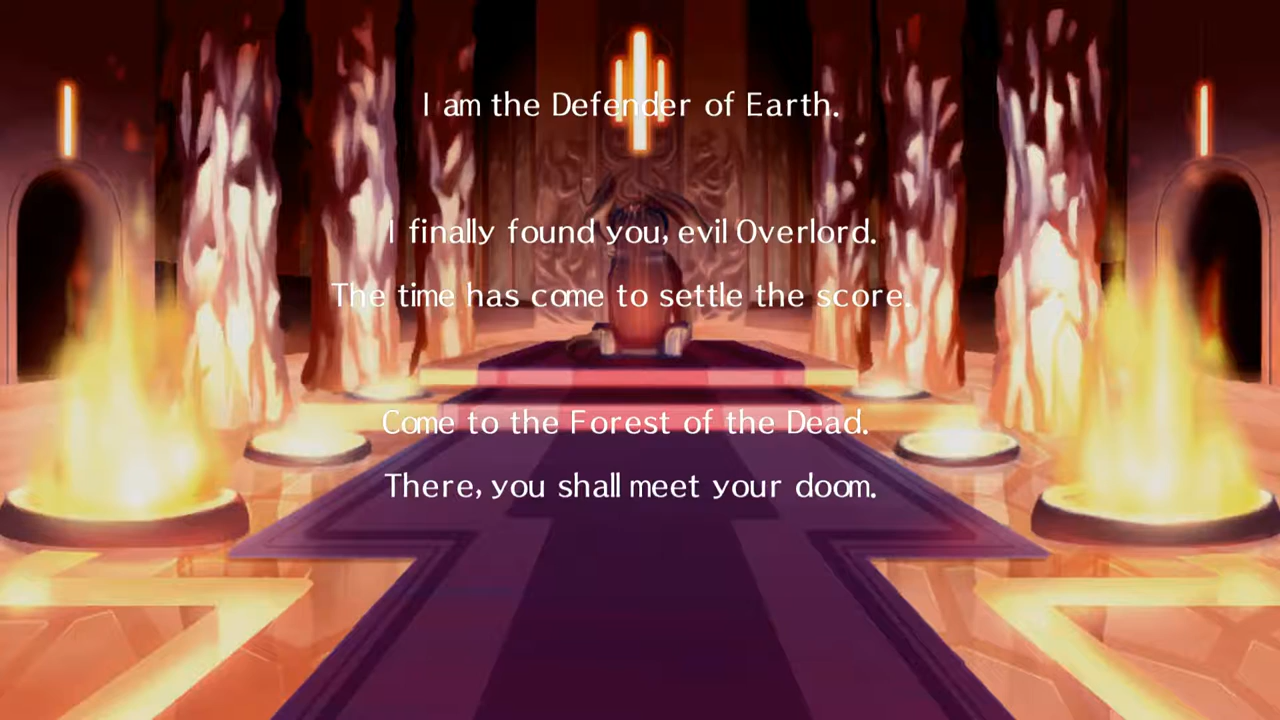 I am the Defender of Earth.
I finally found you, evil Overlord.
The time has come to settle the score.
Come to the Forest of the Dead.
There, you shall meet your doom.